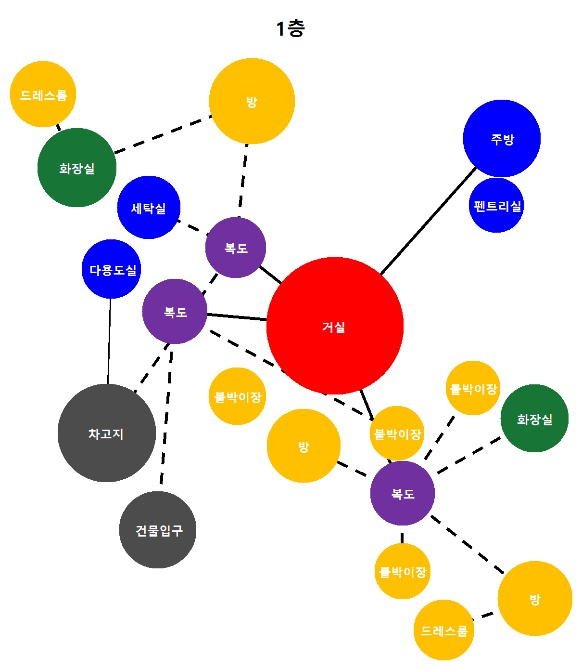 1층
드레스룸
방
화장실
주방
세탁실
펜트리실
복도
다용도실
복도
거실
붙박이장
붙박이장
화장실
붙박이장
방
차고지
복도
건물입구
붙박이장
방
드레스룸